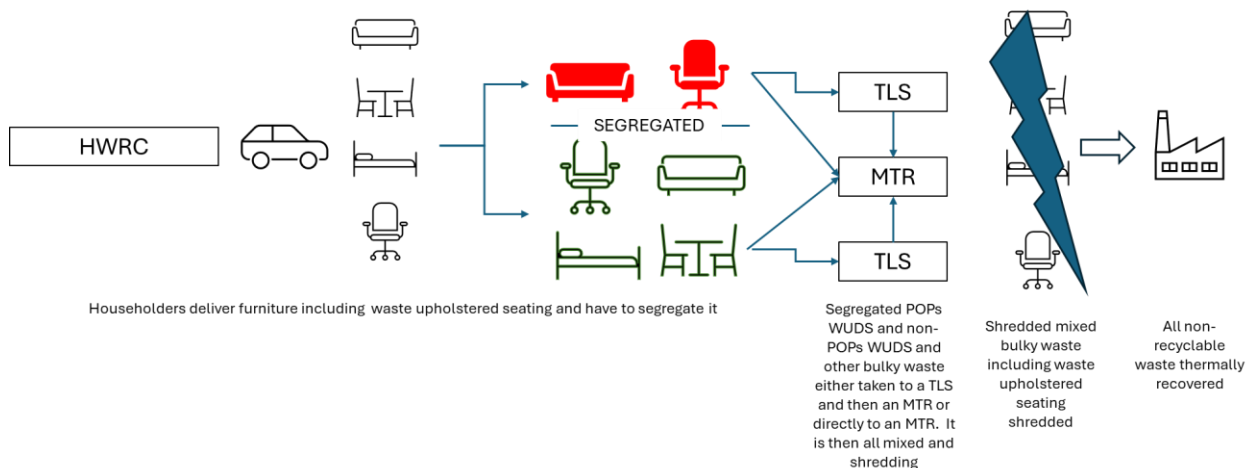 HWRC
SEGREGATED
TLS
MTR
TLS
Householders deliver furniture including waste upholstered seating and have to segregate it
Segregated POPs
WUDS and non-
POPs WUDS and
other bulky waste
either taken to a TLS
and then an MTR or
directly to an MTR. It
is then all mixed and
shredding
Shredded mixed
bulky waste
including waste
upholstered
seating
shredded
All non-
recyclable
waste thermally
recovered